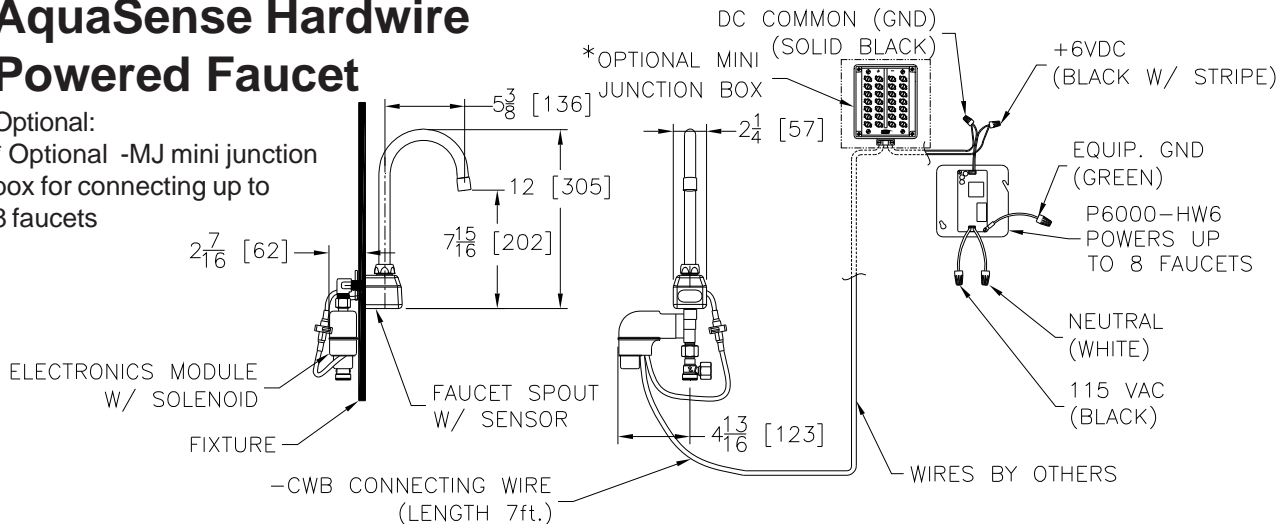 AquaSense Hardwire
Powered Faucet
Optional:
* Optional -MJ mini junction
box for connecting up to
8 faucets
DC COMMON (GND)
(SOLID BLACK)
*OPTIONAL MINI
JUNCTION BOX
+6VDC
(BLACK W/ STRIPE)
5 3/8 [136]
2 1/4 [57]
12 [305]
7 15/16 [202]
2 7/16 [62]
EQUIP. GND
(GREEN)
P6000-HW6
POWERS UP
TO 8 FAUCETS
NEUTRAL
(WHITE)
115 VAC
(BLACK)
ELECTRONICS MODULE
W/ SOLENOID
FAUCET SPOUT
W/ SENSOR
FIXTURE
4 13/16 [123]
-CWB CONNECTING WIRE
(LENGTH 7ft.)
WIRES BY OTHERS